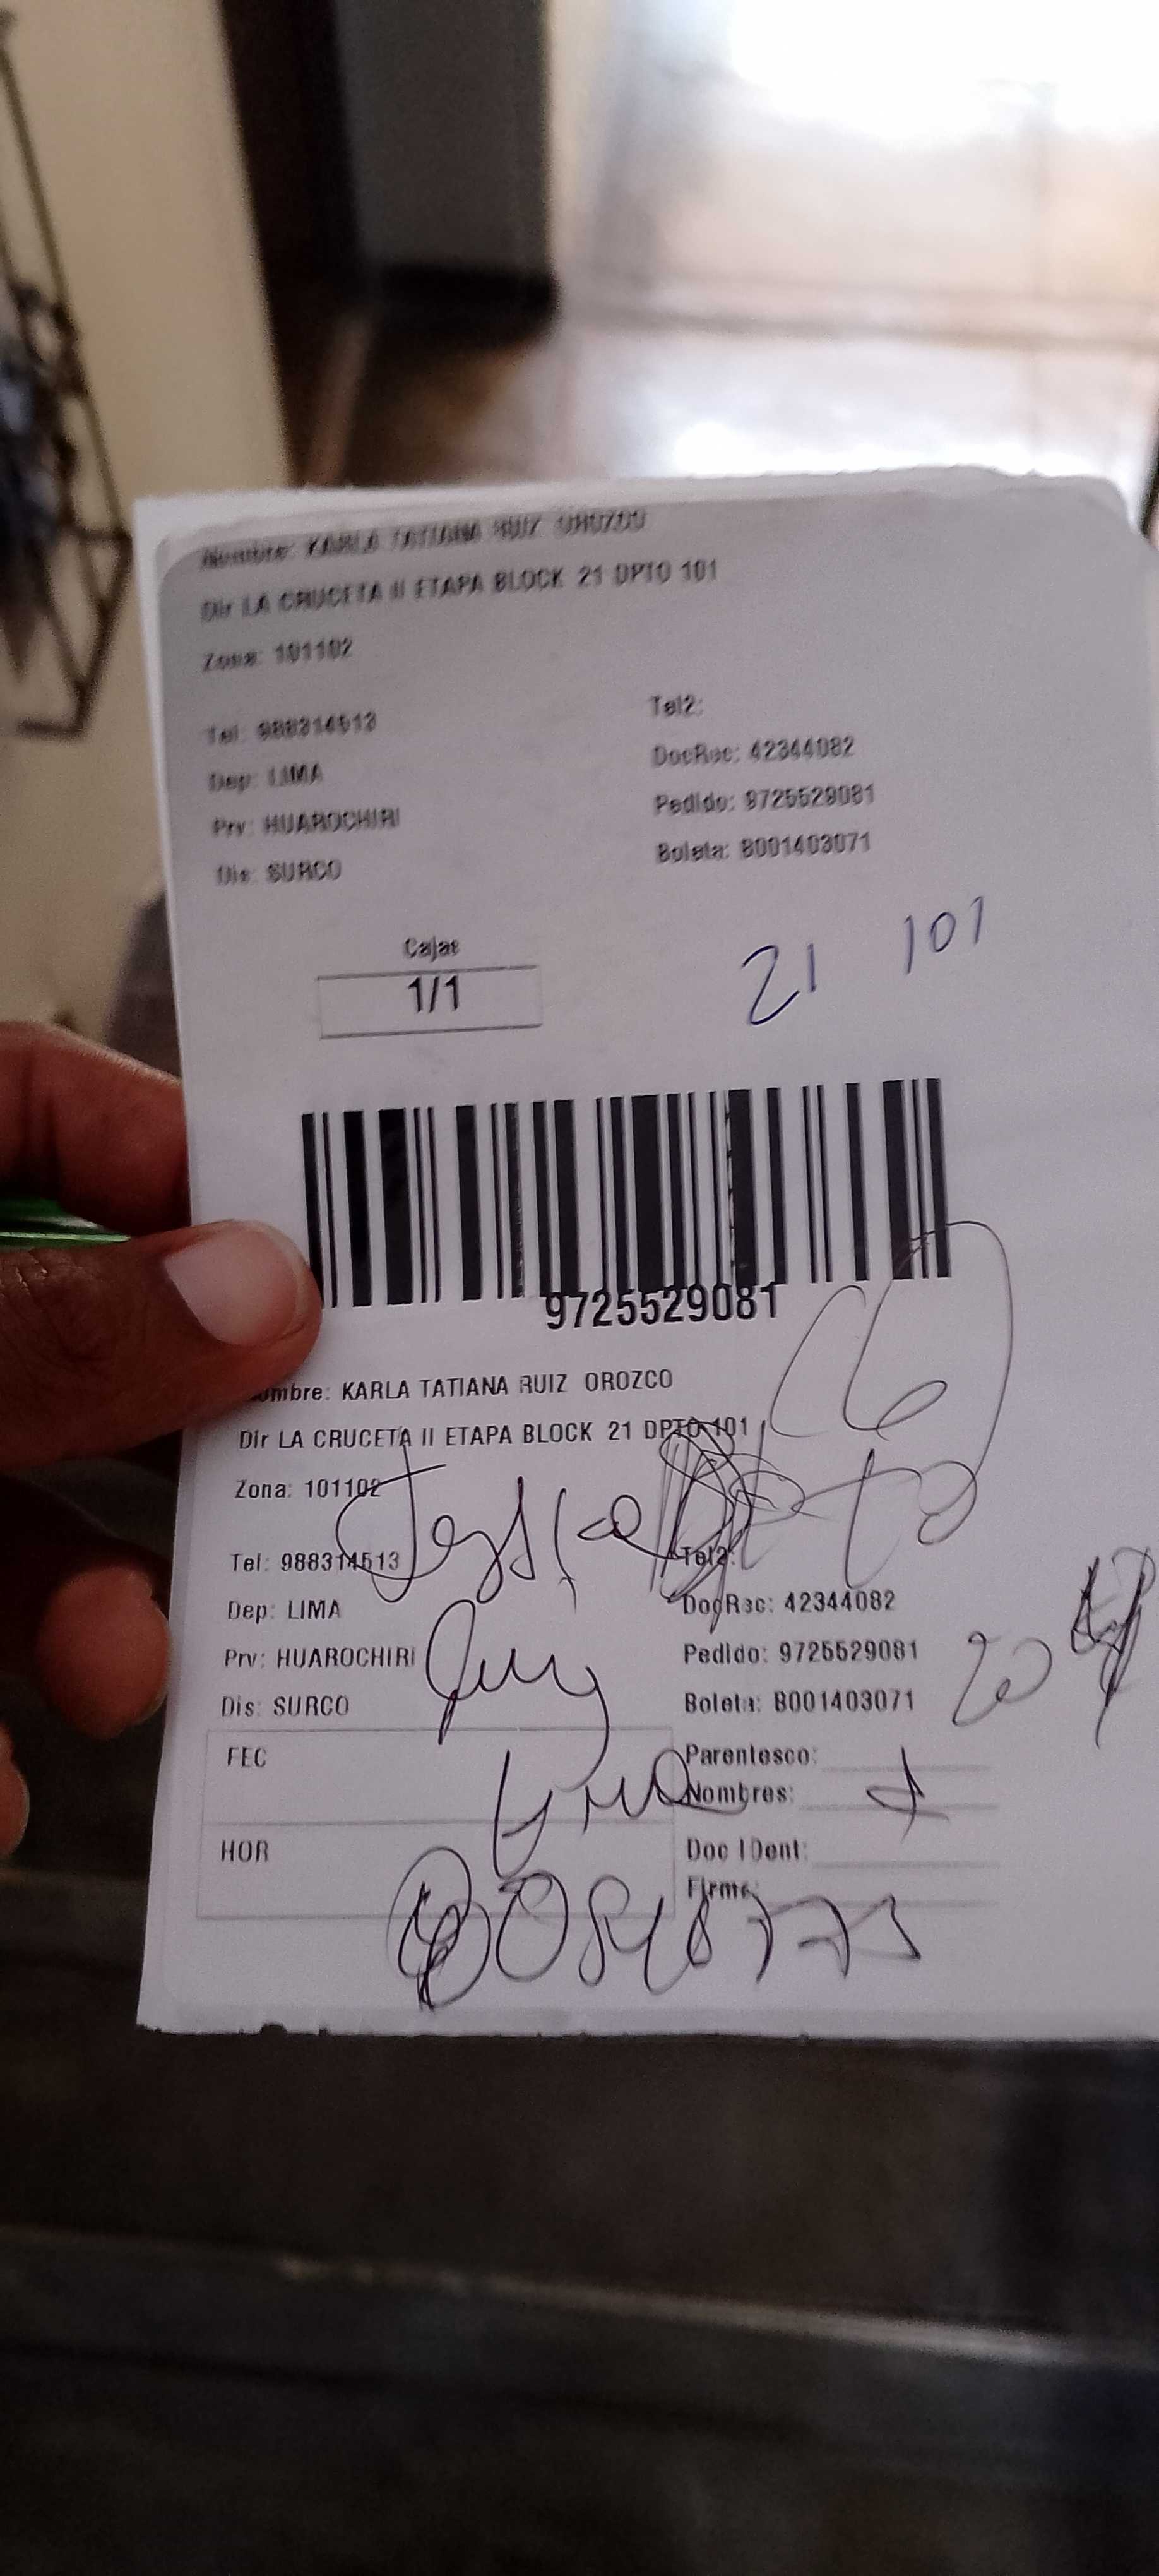 Nombre: KARLA TATIANA RUIZ OROZCO
Dir LA CRUCETA II ETAPA BLOCK 21 DPTO 101
Zona: 101102
Tel: 988314513
Tel2:
Dep: LIMA
DocRec: 42344082
Prv: HUAROCHIRI
Pedido: 9725529081
Dis: SURCO
Boleta: B001403071
Cajas
1/1
21 101
9725529081
ombre: KARLA TATIANA RUIZ OROZCO
Dir LA CRUCETA II ETAPA BLOCK 21 DPTO 101
Zona: 101102
Jessica
Tel: 988314513
Tel2:
Dep: LIMA
DocRec: 42344082
Prv: HUAROCHIRI
Pedido: 9725529081
Dis: SURCO
Boleta: B001403071
FEC
Parentesco:
Nombres:
HOR
Doc IDent:
Firma: